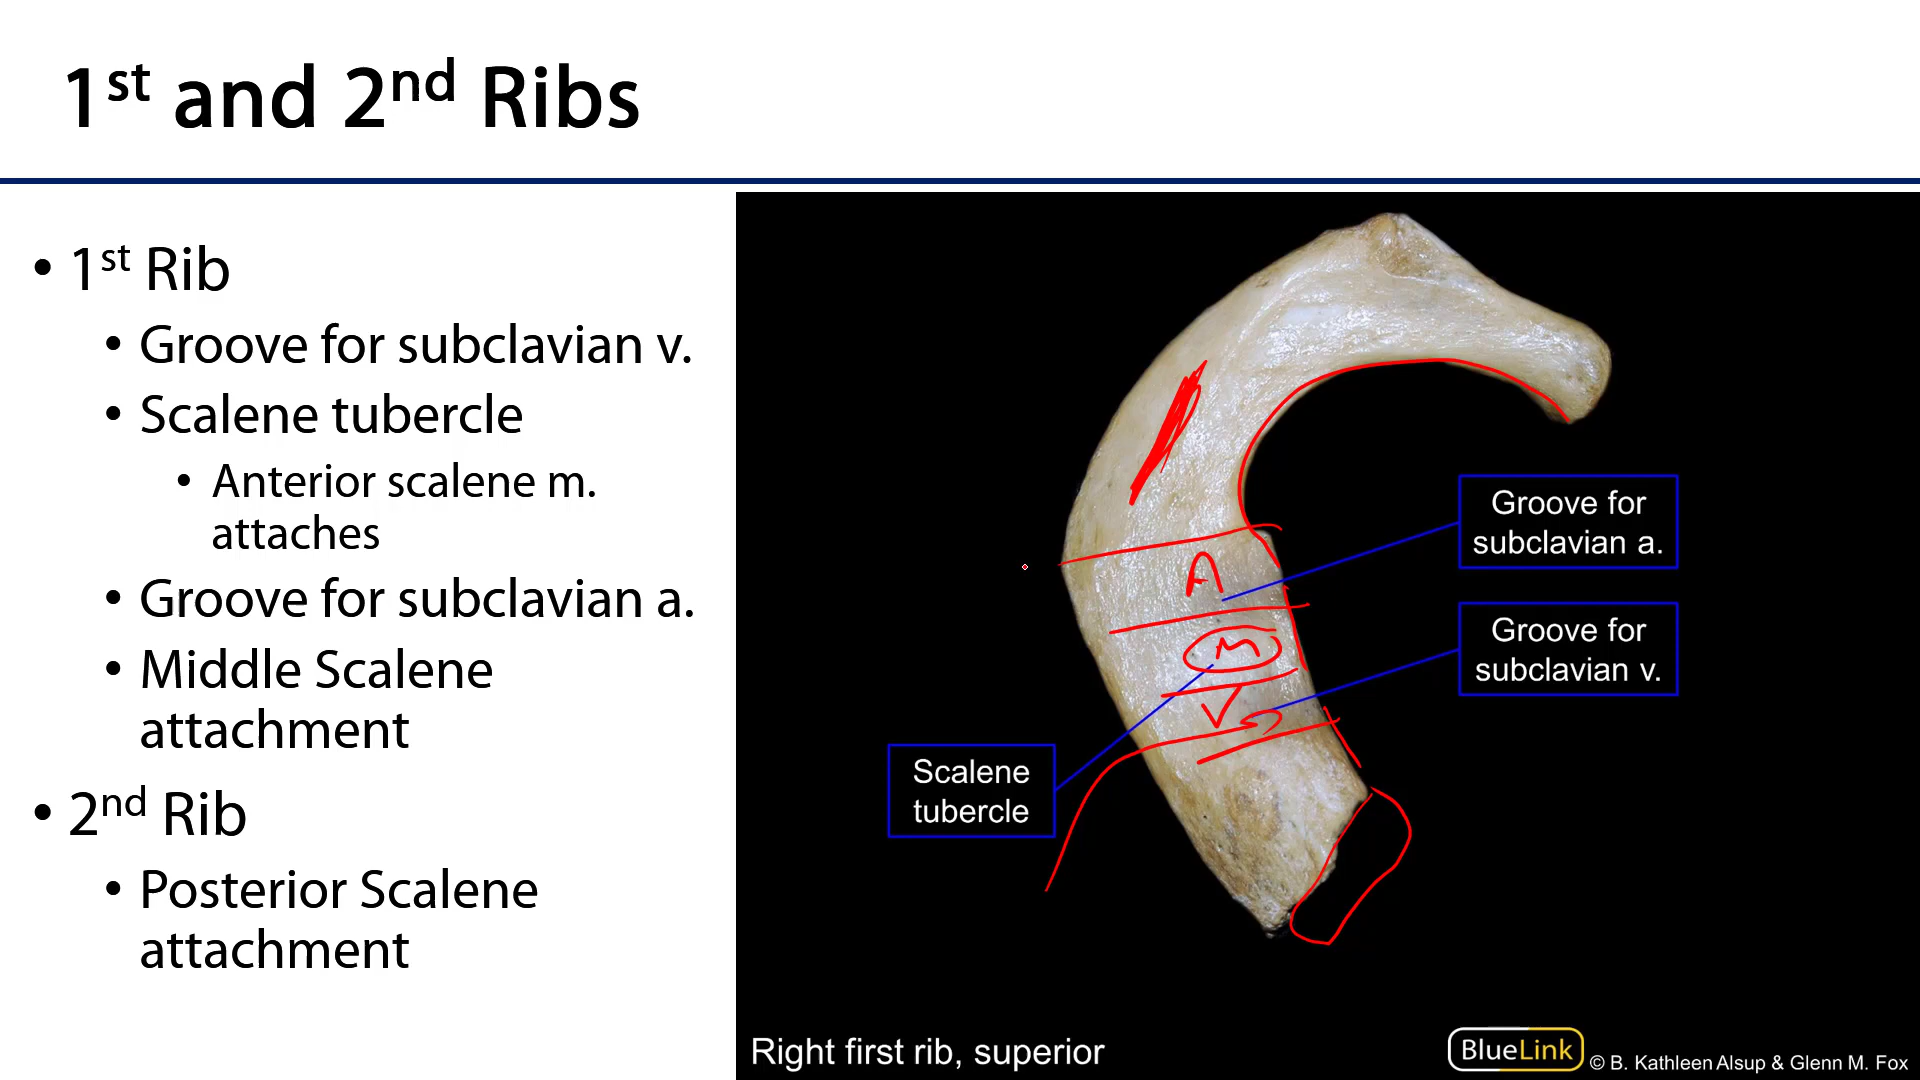 1st and 2nd Ribs
• 1st Rib
• Groove for subclavian v.
• Scalene tubercle
• Anterior scalene m.
attaches
• Groove for subclavian a.
• Middle Scalene
attachment
• 2nd Rib
• Posterior Scalene
attachment
Groove for
subclavian a.
A
Groove for
subclavian v.
M
V
Scalene
tubercle
Right first rib, superior
BlueLink
© B. Kathleen Alsup & Glenn M. Fox